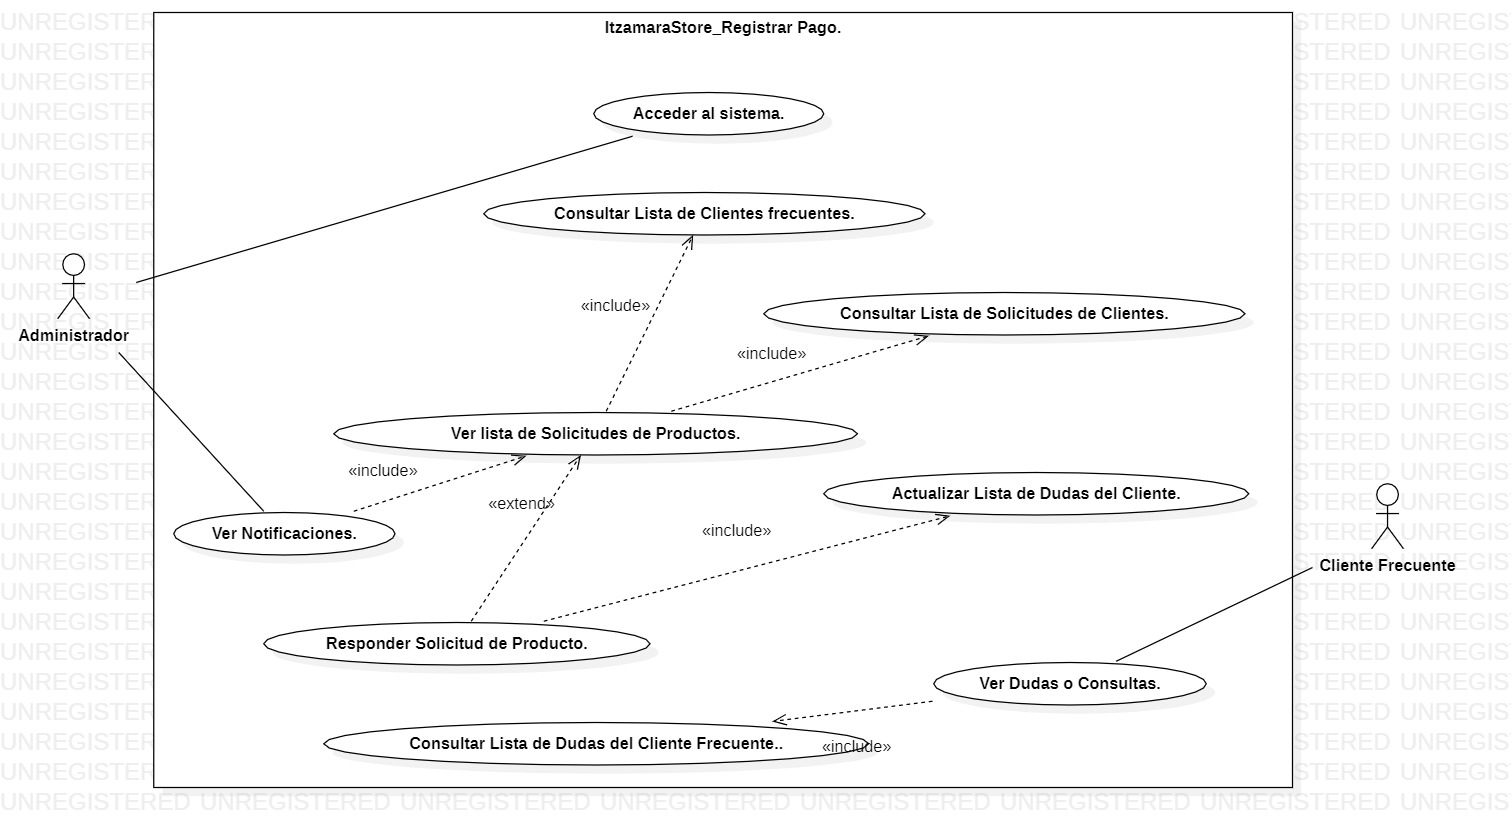 ItzamaraStore_Registrar Pago.
Acceder al sistema.
Consultar Lista de Clientes frecuentes.
«include»
Consultar Lista de Solicitudes de Clientes.
Administrador
«include»
Ver lista de Solicitudes de Productos.
«include»
Actualizar Lista de Dudas del Cliente.
«extend»
«include»
Ver Notificaciones.
Cliente Frecuente
Responder Solicitud de Producto.
Ver Dudas o Consultas.
Consultar Lista de Dudas del Cliente Frecuente..
«include»
UNREGISTERED UNREGISTERED UNREGISTERED UNREGISTERED UNREGISTERED UNREGISTERED UNREGISTERED UNREGIS